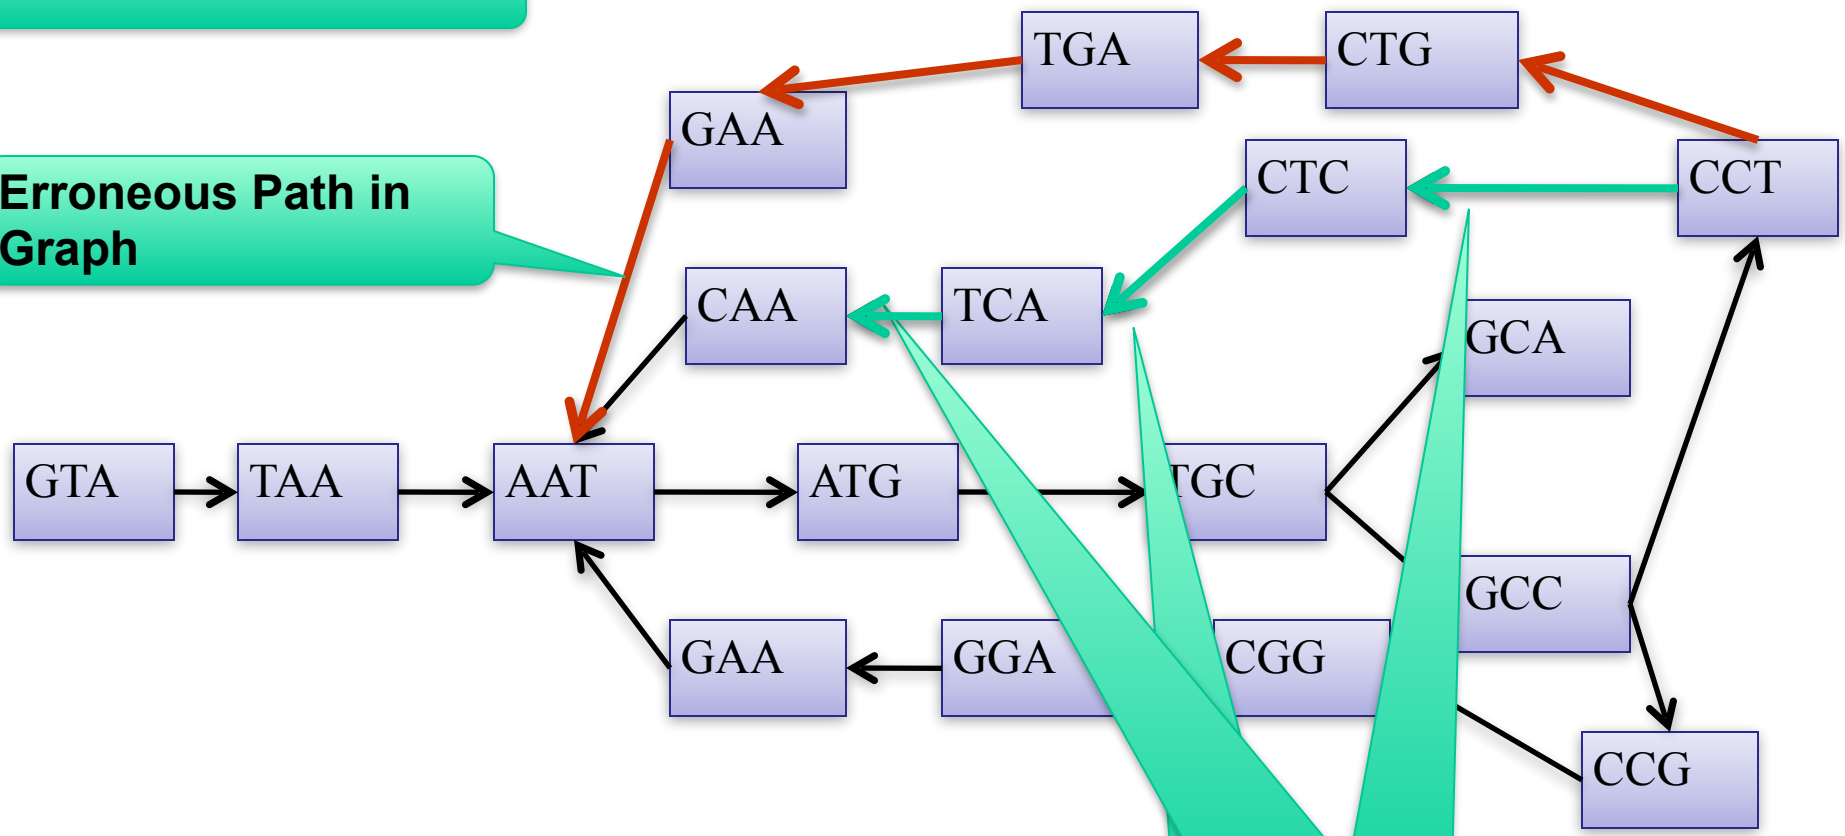 TGA
CTG
GAA
CTC
CCT
Erroneous Path in
Graph
CAA
TCA
GCA
GTA
TAA
AAT
ATG
TGC
GCC
GAA
GGA
CGG
CCG